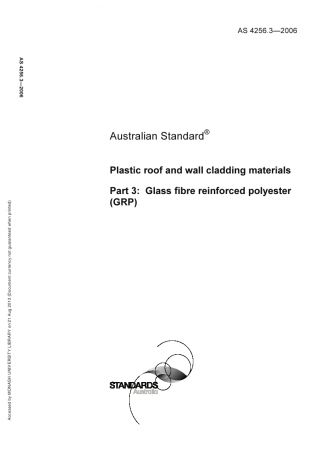 AS 4256.3—2006
AS 4256.3—2006
Australian Standard®
Plastic roof and wall cladding materials
Part 3: Glass fibre reinforced polyester
(GRP)
Accessed by MONASH UNIVERSITY LIBRARY on 21 Aug 2010 (Document currency not guaranteed when printed)
STANDARDS
Australia